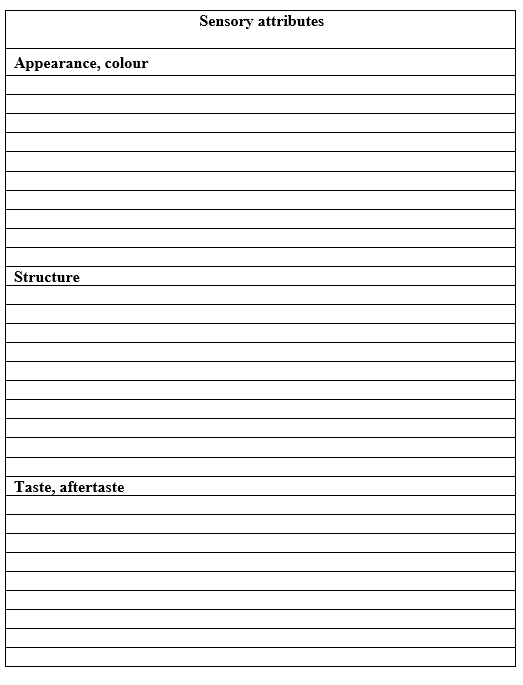 Sensory attributes
Appearance, colour
Structure
Taste, aftertaste